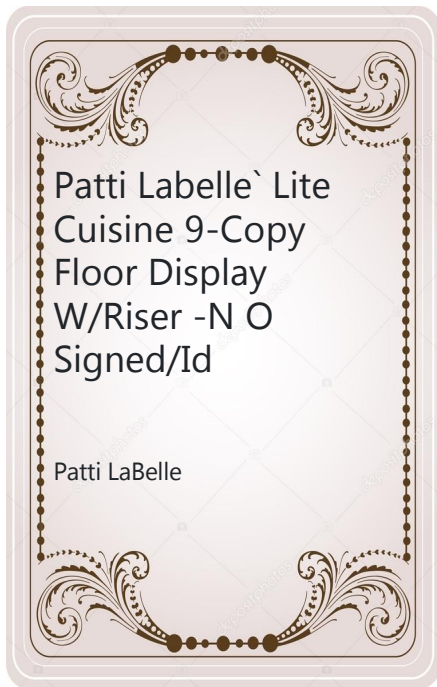 Patti Labelle` Lite
Cuisine 9-Copy
Floor Display
W/Riser -N O
Signed/Id
Patti LaBelle